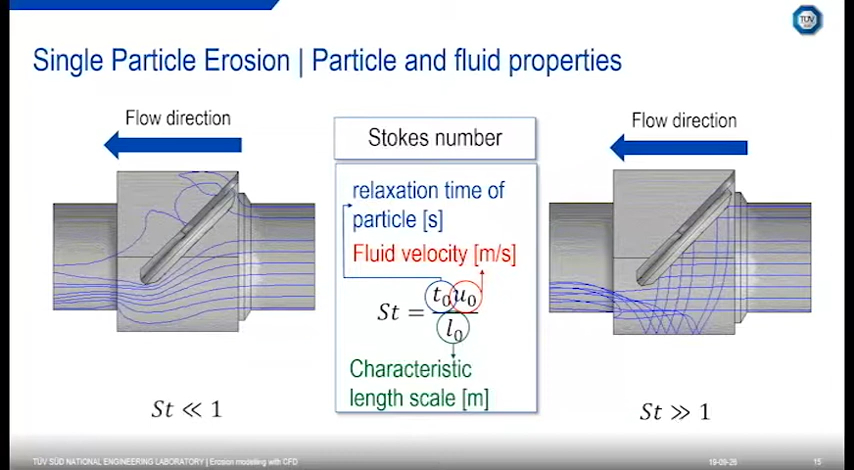 TÜV
Single Particle Erosion | Particle and fluid properties
Flow direction
Stokes number
Flow direction
relaxation time of
particle [s]
Fluid velocity [m/s]
St = t₀u₀ / l₀
Characteristic
length scale [m]
St ≪ 1
St ≫ 1
TÜV SÜD NATIONAL ENGINEERING LABORATORY | Erosion modelling with CFD
15